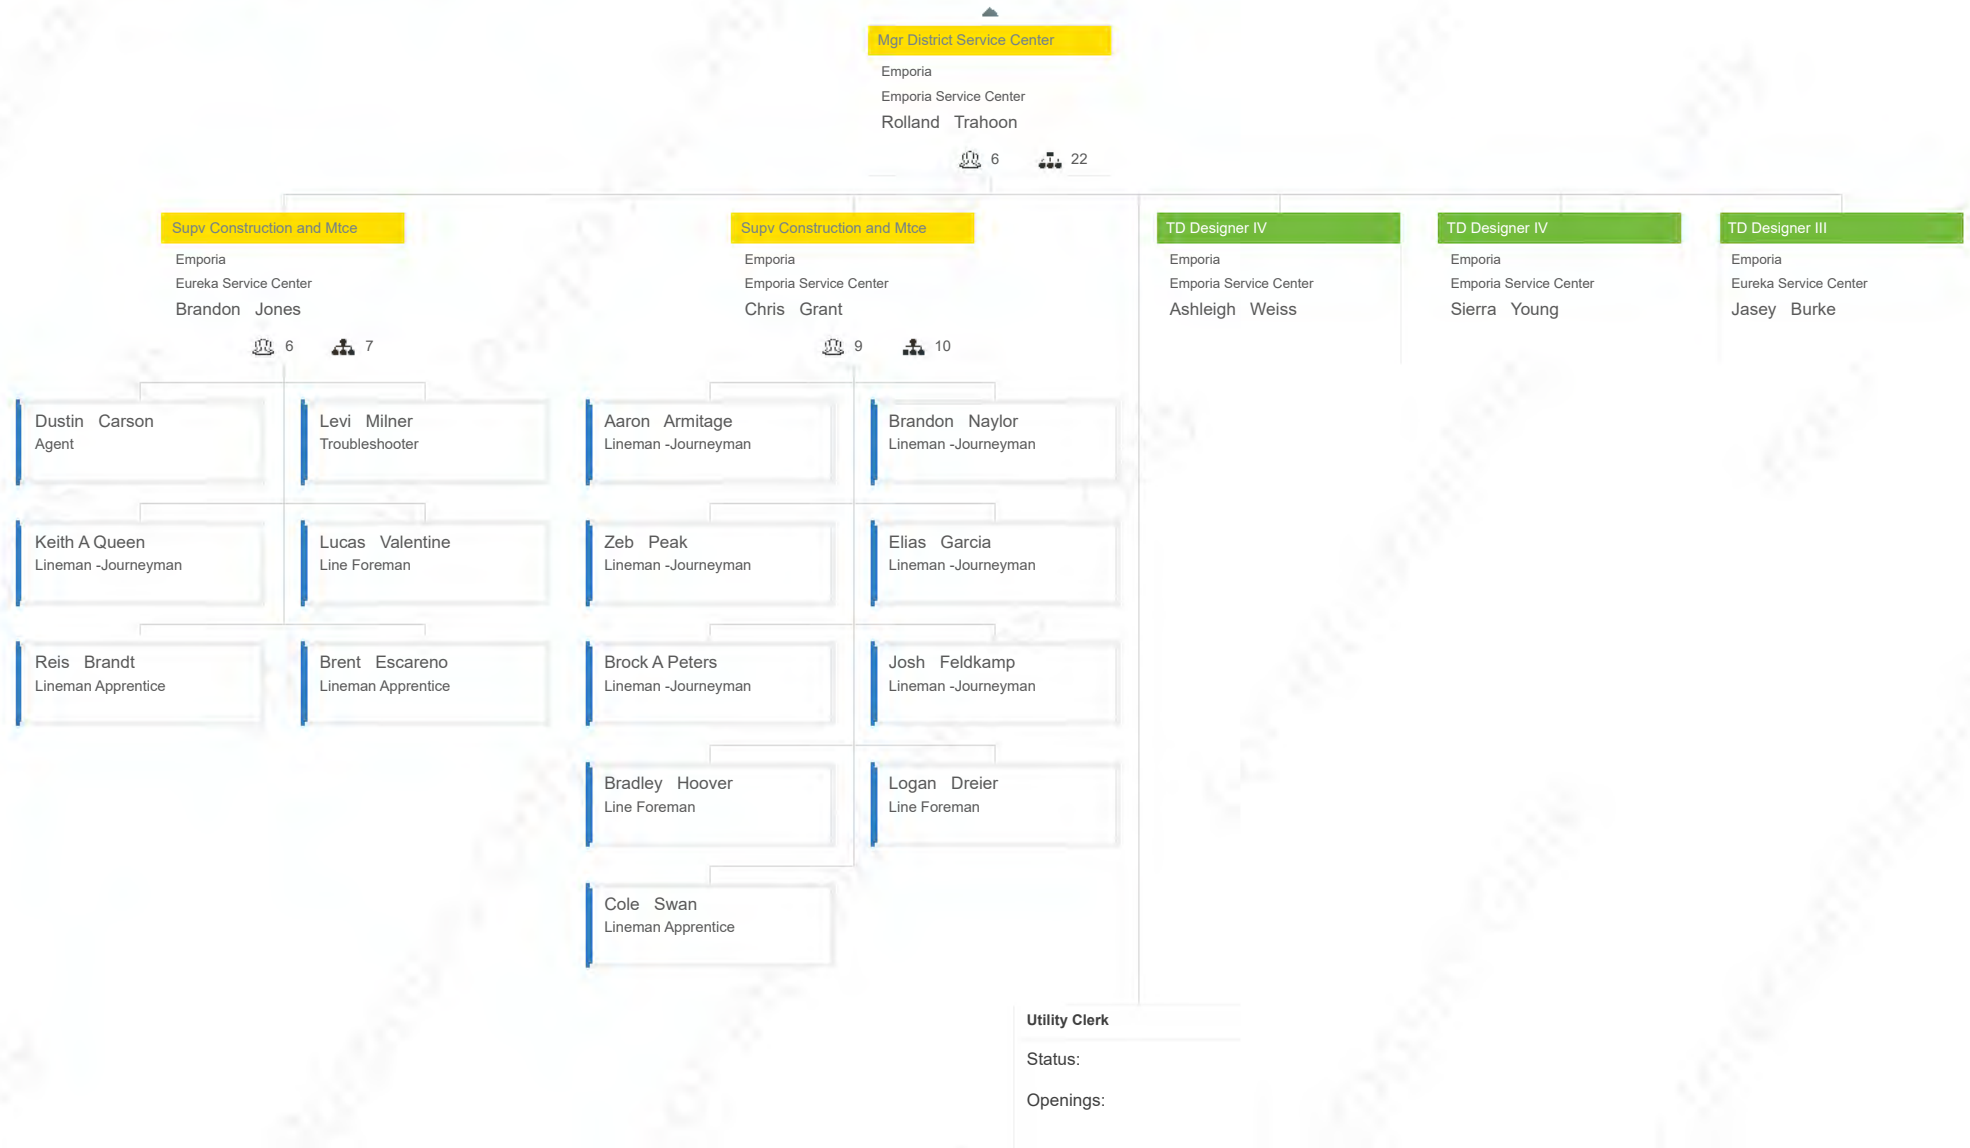 Mgr District Service Center
Emporia
Emporia Service Center
Rolland Trahoon
6 22
Supv Construction and Mtce
Emporia
Eureka Service Center
Brandon Jones
6 7
Supv Construction and Mtce
Emporia
Emporia Service Center
Chris Grant
9 10
TD Designer IV
Emporia
Emporia Service Center
Ashleigh Weiss
TD Designer IV
Emporia
Emporia Service Center
Sierra Young
TD Designer III
Emporia
Eureka Service Center
Jasey Burke
Dustin Carson
Agent
Levi Milner
Troubleshooter
Keith A Queen
Lineman -Journeyman
Lucas Valentine
Line Foreman
Reis Brandt
Lineman Apprentice
Brent Escareno
Lineman Apprentice
Aaron Armitage
Lineman -Journeyman
Brandon Naylor
Lineman -Journeyman
Zeb Peak
Lineman -Journeyman
Elias Garcia
Lineman -Journeyman
Brock A Peters
Lineman -Journeyman
Josh Feldkamp
Lineman -Journeyman
Bradley Hoover
Line Foreman
Logan Dreier
Line Foreman
Cole Swan
Lineman Apprentice
Utility Clerk
Status:
Openings: